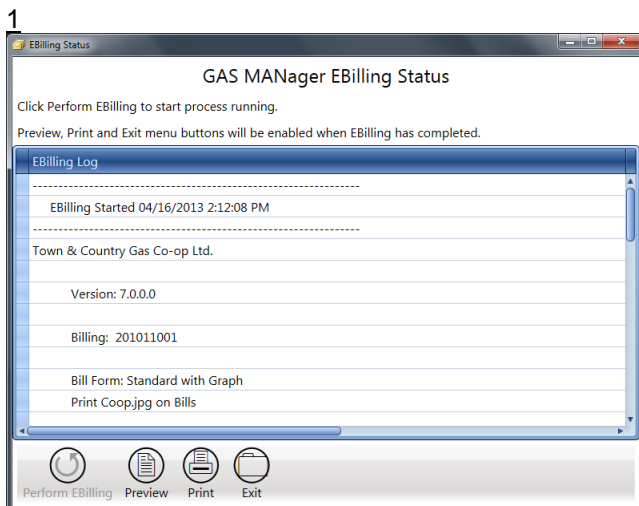 1
EBilling Status
GAS MANager EBilling Status
Click Perform EBilling to start process running.
Preview, Print and Exit menu buttons will be enabled when EBilling has completed.
EBilling Log
----------------------------------------------------------------
EBilling Started 04/16/2013 2:12:08 PM
----------------------------------------------------------------
Town & Country Gas Co-op Ltd.
Version: 7.0.0.0
Billing: 201011001
Bill Form: Standard with Graph
Print Coop.jpg on Bills
Perform EBilling Preview Print Exit